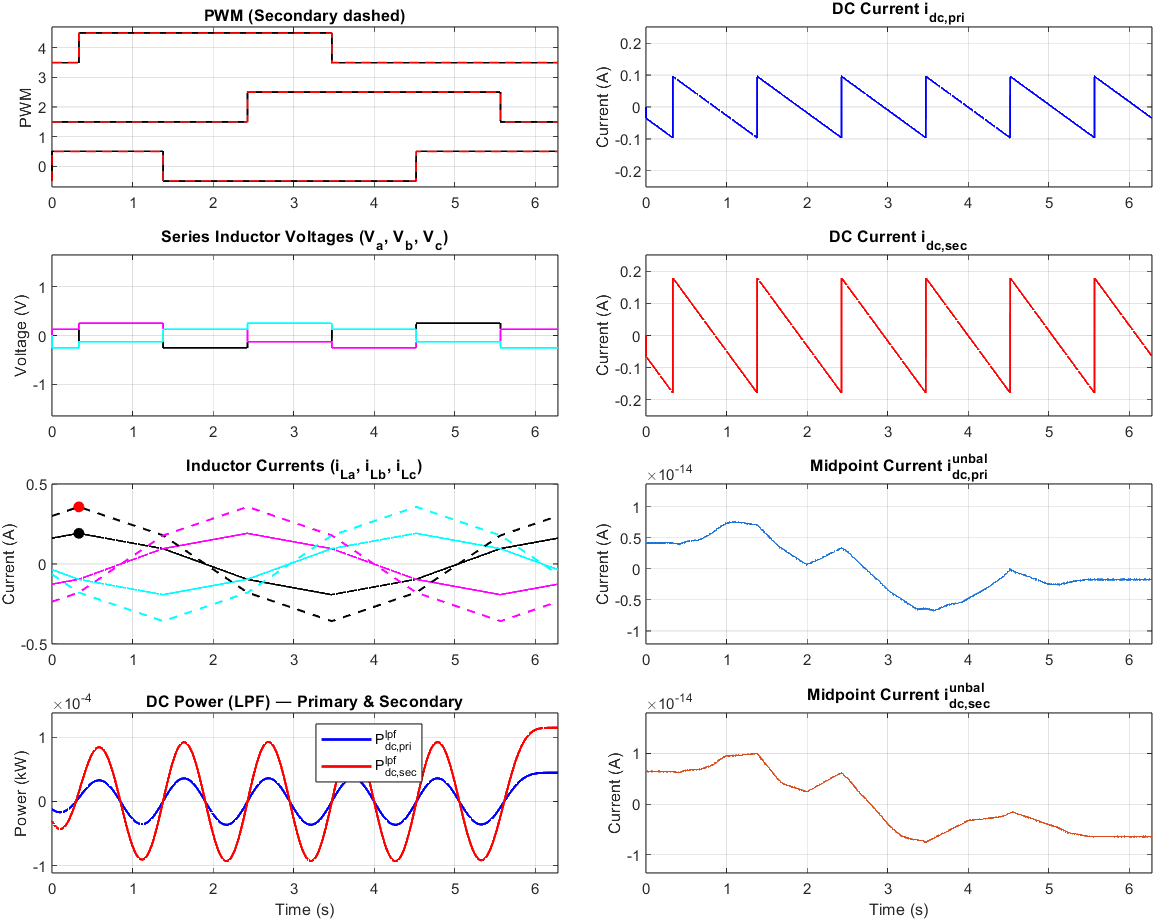 PWM (Secondary dashed)
PWM
4
3
2
1
0
0 1 2 3 4 5 6
DC Current i_dc,pri
Current (A)
0.2
0.1
0
-0.1
-0.2
0 1 2 3 4 5 6
Series Inductor Voltages (V_a, V_b, V_c)
Voltage (V)
1
0
-1
0 1 2 3 4 5 6
DC Current i_dc,sec
Current (A)
0.2
0.1
0
-0.1
-0.2
0 1 2 3 4 5 6
Inductor Currents (i_La, i_Lb, i_Lc)
Current (A)
0.5
0
-0.5
0 1 2 3 4 5 6
Midpoint Current i_dc,pri^unbal
×10^-14
Current (A)
1
0.5
0
-0.5
-1
0 1 2 3 4 5 6
DC Power (LPF) — Primary & Secondary
×10^-4
Power (kW)
1
0
-1
P_dc,pri^lpf
P_dc,sec^lpf
0 1 2 3 4 5 6
Time (s)
Midpoint Current i_dc,sec^unbal
×10^-14
Current (A)
1
0
-1
0 1 2 3 4 5 6
Time (s)